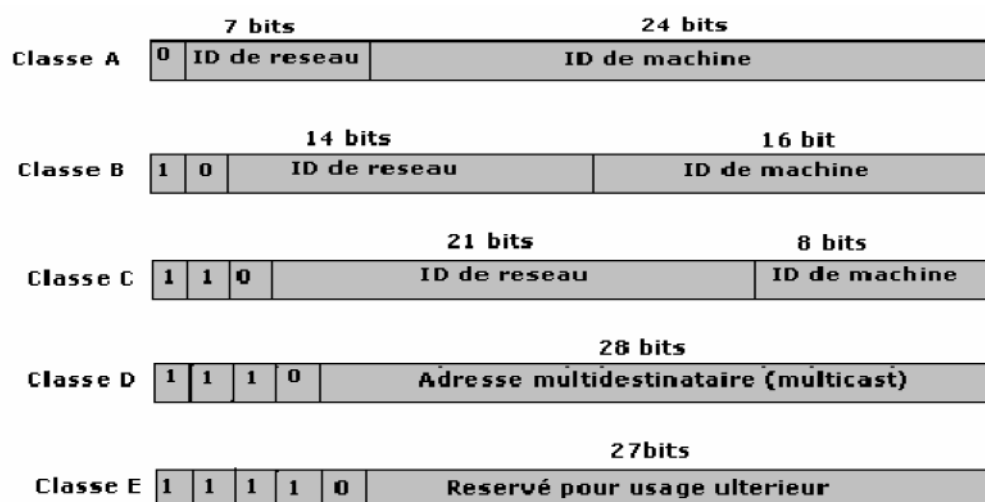 7 bits 24 bits
Classe A 0 ID de reseau ID de machine
14 bits 16 bit
Classe B 1 0 ID de reseau ID de machine
21 bits 8 bits
Classe C 1 1 0 ID de reseau ID de machine
28 bits
Classe D 1 1 1 0 Adresse multidestinataire (multicast)
27bits
Classe E 1 1 1 1 0 Reservé pour usage ulterieur